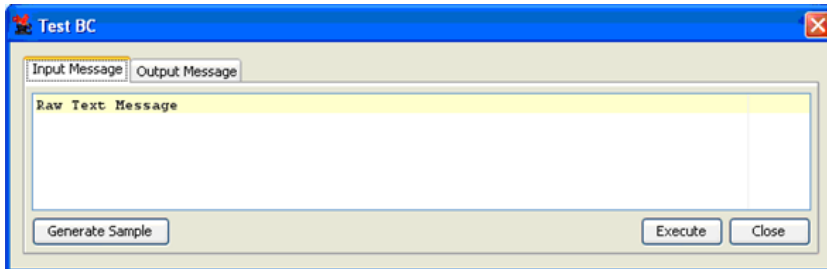 Test BC
Input Message Output Message
Raw Text Message
Generate Sample Execute Close